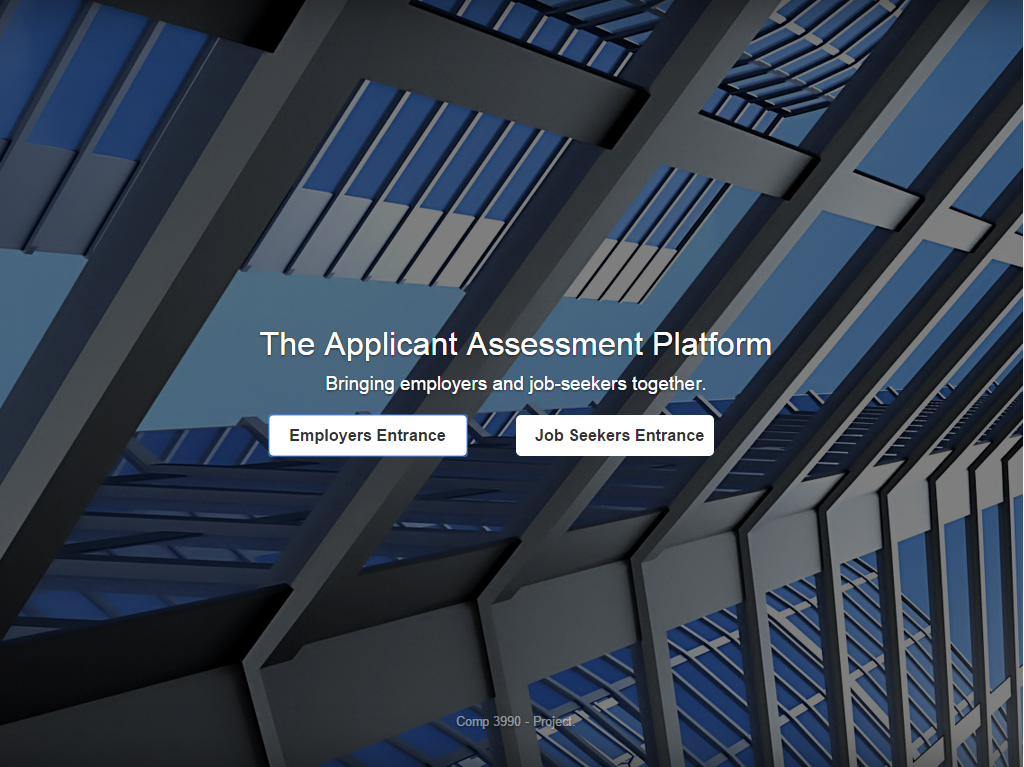 The Applicant Assessment Platform
Bringing employers and job-seekers together.
Employers Entrance
Job Seekers Entrance
Comp 3990 - Project.